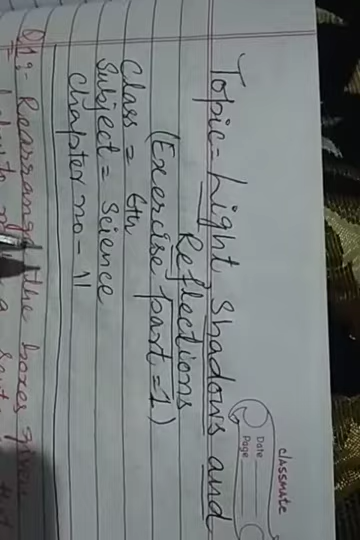 classmate
Date
Page
Topic = Light, Shadows and
Reflections
(Exercise part = 1)
Class = 6th
Subject = Science
Chapter no - 11
Q1:- Rearrange the boxes given